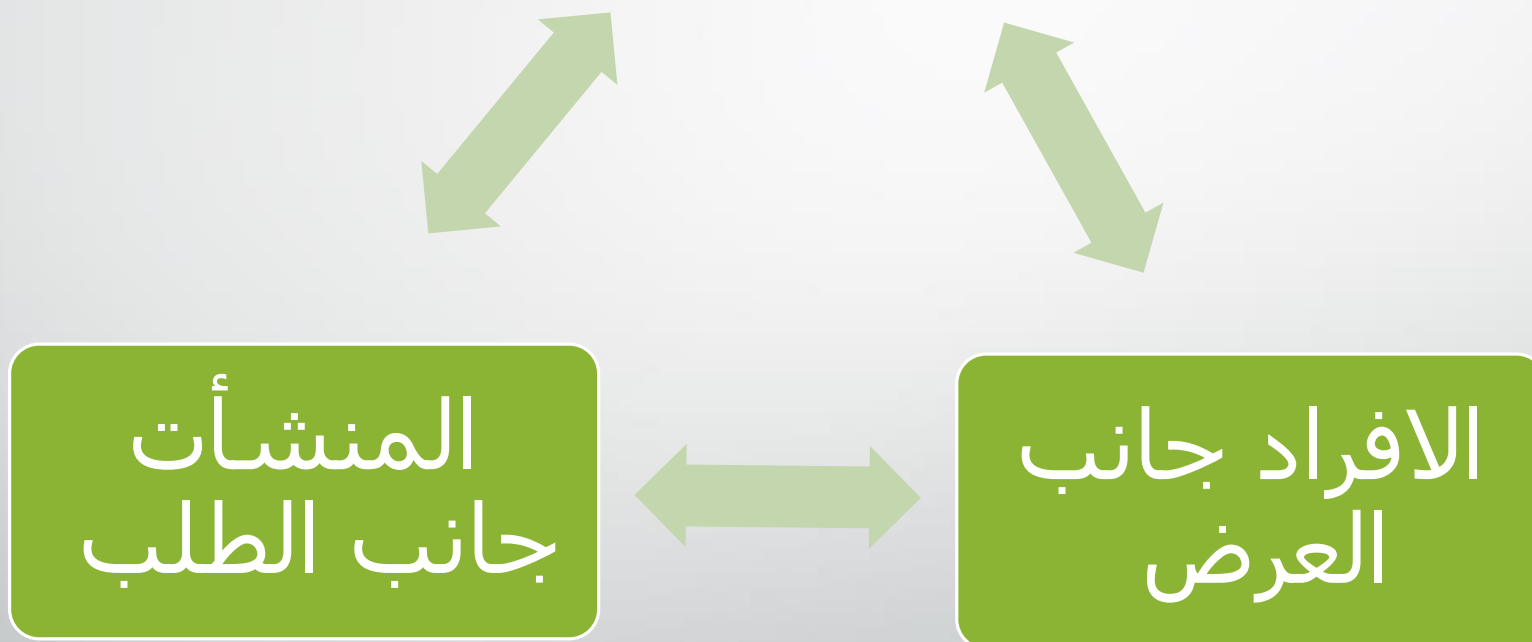 الافراد جانب
العرض
المنشأت
جانب الطلب